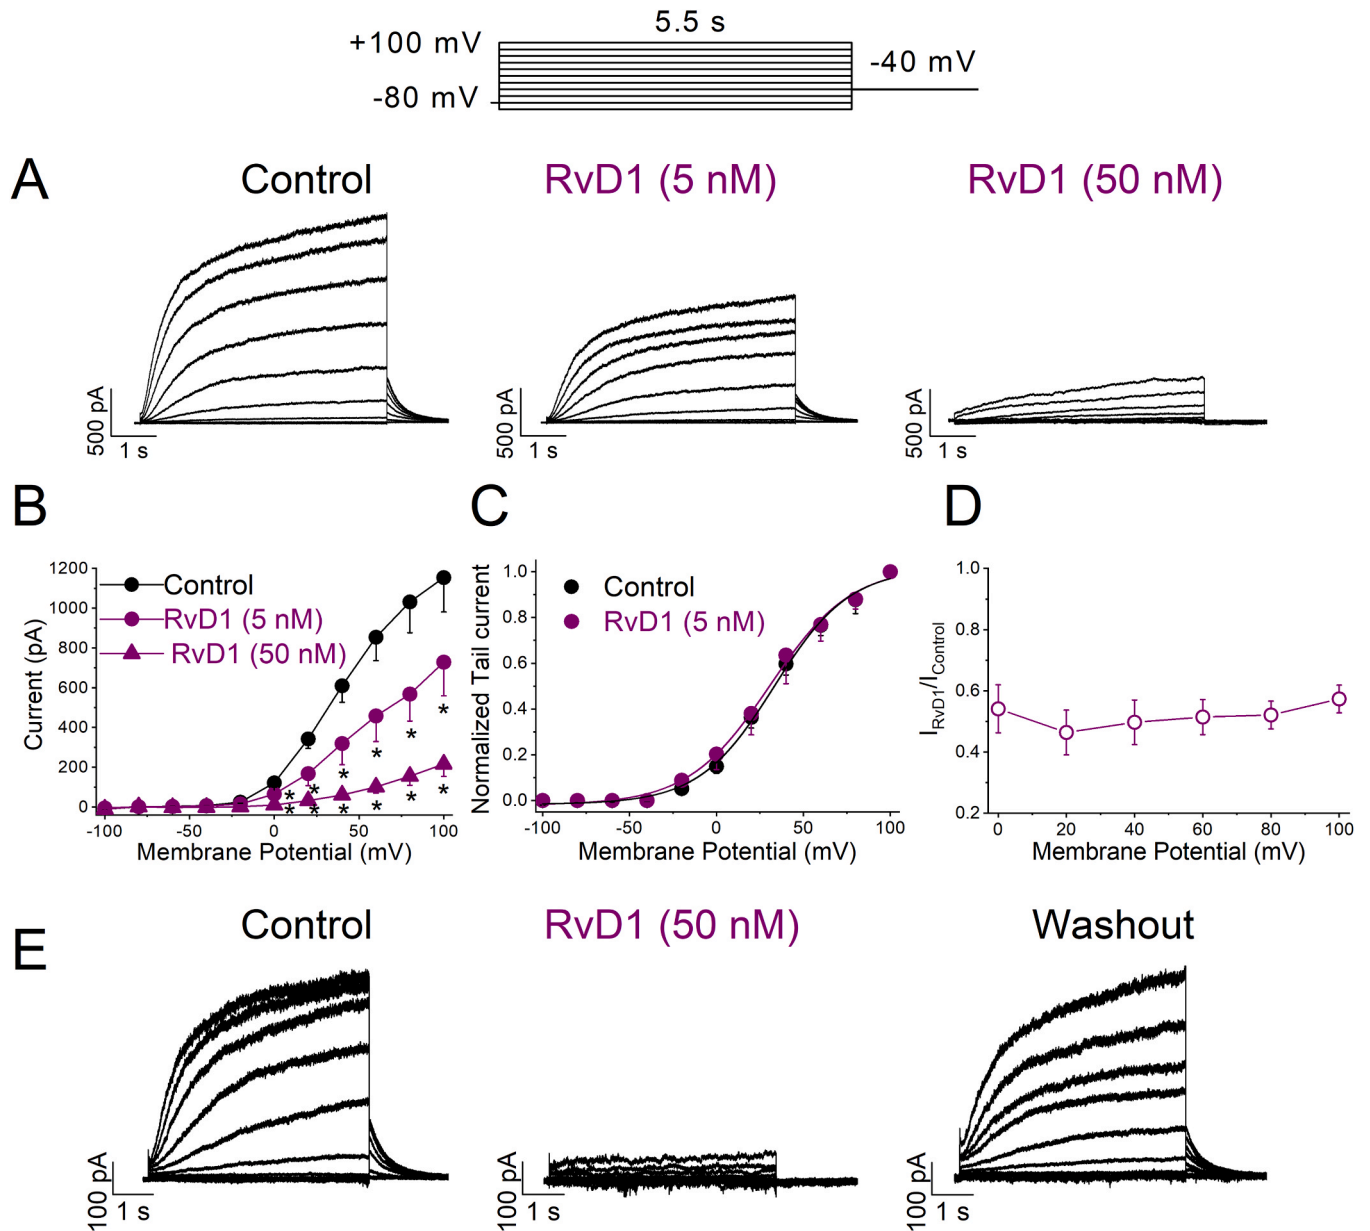 5.5 s
+100 mV
-40 mV
-80 mV
A
Control
RvD1 (5 nM)
RvD1 (50 nM)
500 pA
1 s
500 pA
1 s
500 pA
1 s
B
C
D
1200
1000
800
600
400
200
0
-100
-50
0
50
100
Current (pA)
Membrane Potential (mV)
Control
RvD1 (5 nM)
RvD1 (50 nM)
*
*
*
*
*
*
*
*
*
*
*
*
1.0
0.8
0.6
0.4
0.2
0.0
-100
-50
0
50
100
Normalized Tail current
Membrane Potential (mV)
Control
RvD1 (5 nM)
1.0
0.8
0.6
0.4
0.2
0
20
40
60
80
100
I_RvD1/I_Control
Membrane Potential (mV)
E
Control
RvD1 (50 nM)
Washout
100 pA
1 s
100 pA
1 s
100 pA
1 s